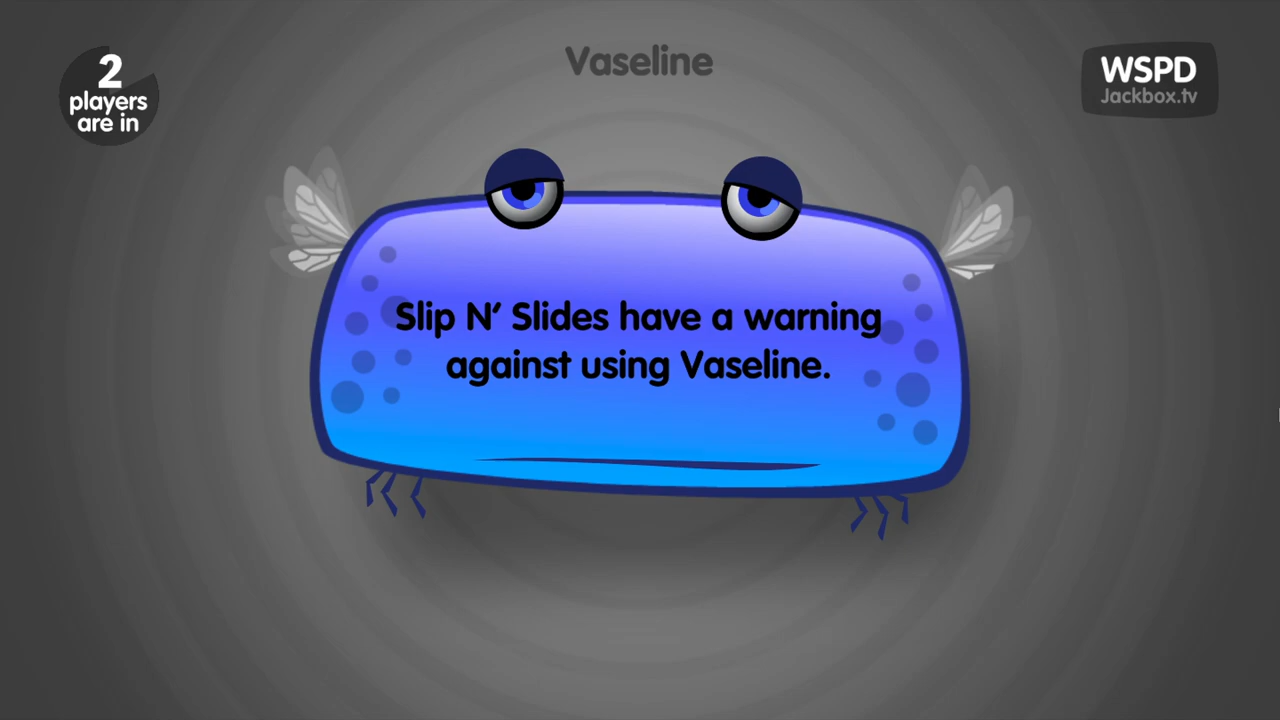 Vaseline
2
players
are in
WSPD
Jackbox.tv
Slip N’ Slides have a warning
against using Vaseline.